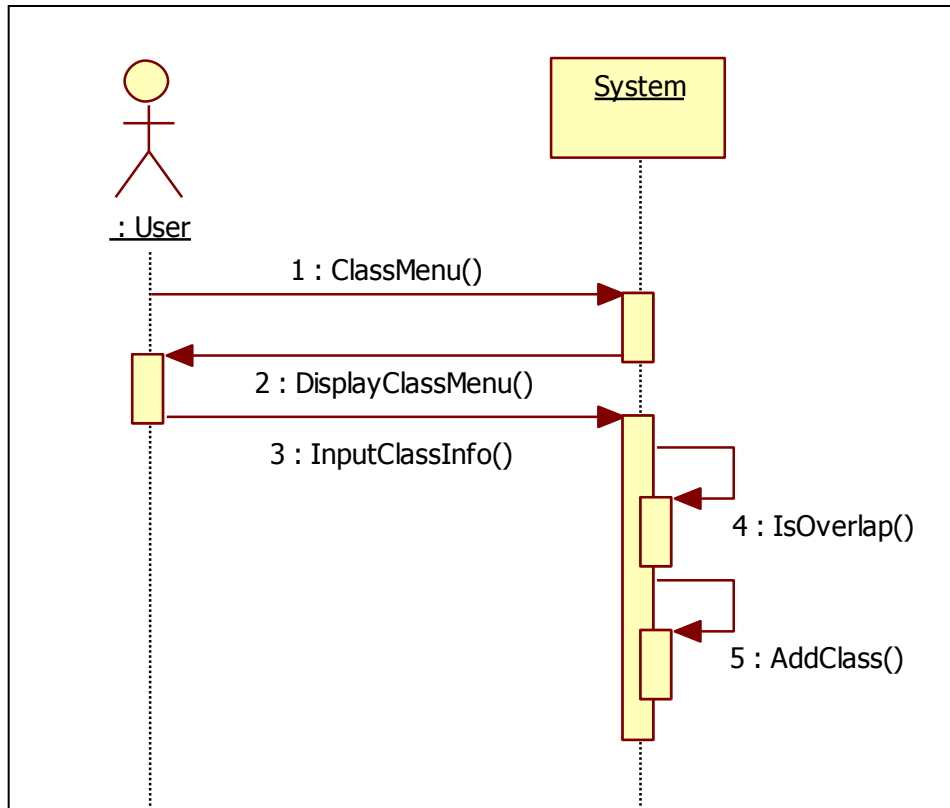 System
: User
1 : ClassMenu()
2 : DisplayClassMenu()
3 : InputClassInfo()
4 : IsOverlap()
5 : AddClass()